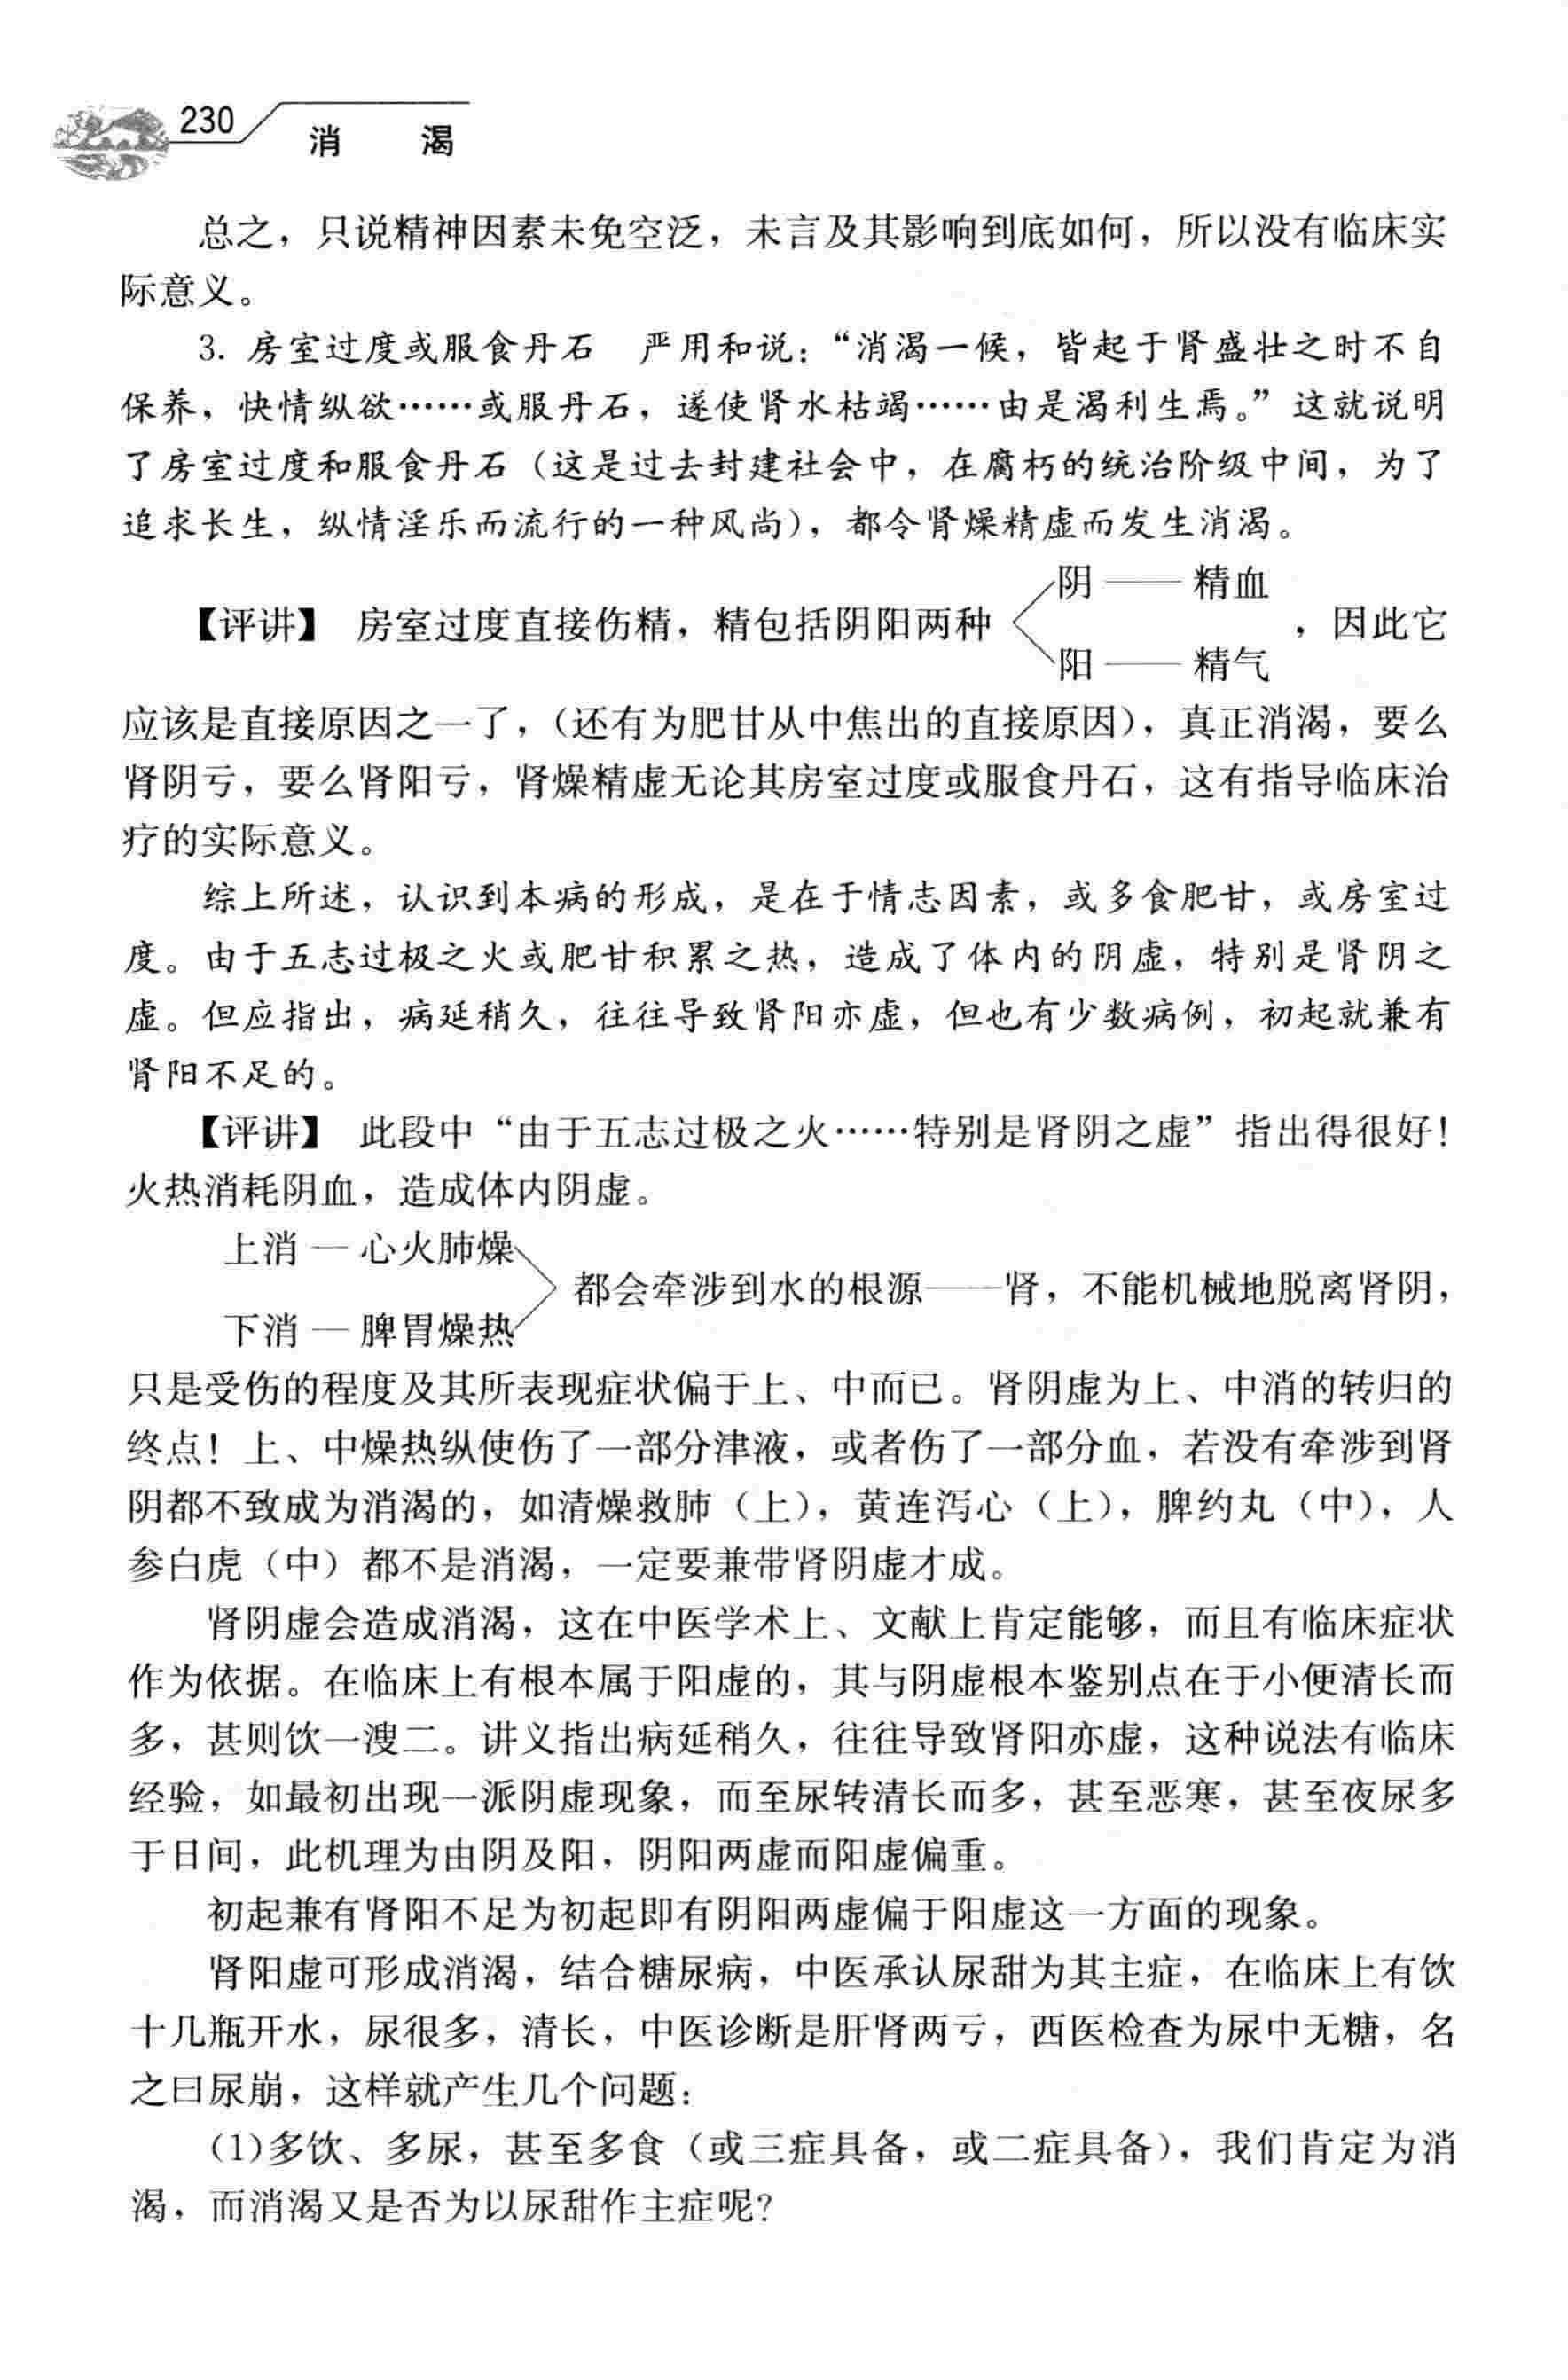 230
消 渴
总之，只说精神因素未免空泛，未言及其影响到底如何，所以没有临床实
际意义。
3. 房室过度或服食丹石　严用和说：“消渴一候，皆起于肾盛壮之时不自
保养，快情纵欲……或服丹石，遂使肾水枯竭……由是渴利生焉。”这就说明
了房室过度和服食丹石（这是过去封建社会中，在腐朽的统治阶级中间，为了
追求长生，纵情淫乐而流行的一种风尚），都令肾燥精虚而发生消渴。
阴 —— 精血
【评讲】 房室过度直接伤精，精包括阴阳两种 ，因此它
阳 —— 精气
应该是直接原因之一了，（还有为肥甘从中焦出的直接原因），真正消渴，要么
肾阴亏，要么肾阳亏，肾燥精虚无论其房室过度或服食丹石，这有指导临床治
疗的实际意义。
综上所述，认识到本病的形成，是在于情志因素，或多食肥甘，或房室过
度。由于五志过极之火或肥甘积累之热，造成了体内的阴虚，特别是肾阴之
虚。但应指出，病延稍久，往往导致肾阳亦虚，但也有少数病例，初起就兼有
肾阳不足的。
【评讲】 此段中“由于五志过极之火……特别是肾阴之虚”指出得很好！
火热消耗阴血，造成体内阴虚。
上消 — 心火肺燥
都会牵涉到水的根源——肾，不能机械地脱离肾阴，
下消 — 脾胃燥热
只是受伤的程度及其所表现症状偏于上、中而已。肾阴虚为上、中消的转归的
终点！上、中燥热纵使伤了一部分津液，或者伤了一部分血，若没有牵涉到肾
阴都不致成为消渴的，如清燥救肺（上），黄连泻心（上），脾约丸（中），人
参白虎（中）都不是消渴，一定要兼带肾阴虚才成。
肾阴虚会造成消渴，这在中医学术上、文献上肯定能够，而且有临床症状
作为依据。在临床上有根本属于阳虚的，其与阴虚根本鉴别点在于小便清长而
多，甚则饮一溲二。讲义指出病延稍久，往往导致肾阳亦虚，这种说法有临床
经验，如最初出现一派阴虚现象，而至尿转清长而多，甚至恶寒，甚至夜尿多
于日间，此机理为由阴及阳，阴阳两虚而阳虚偏重。
初起兼有肾阳不足为初起即有阴阳两虚偏于阳虚这一方面的现象。
肾阳虚可形成消渴，结合糖尿病，中医承认尿甜为其主症，在临床上有饮
十几瓶开水，尿很多，清长，中医诊断是肝肾两亏，西医检查为尿中无糖，名
之曰尿崩，这样就产生几个问题：
(1)多饮、多尿，甚至多食（或三症具备，或二症具备），我们肯定为消
渴，而消渴又是否为以尿甜作主症呢？